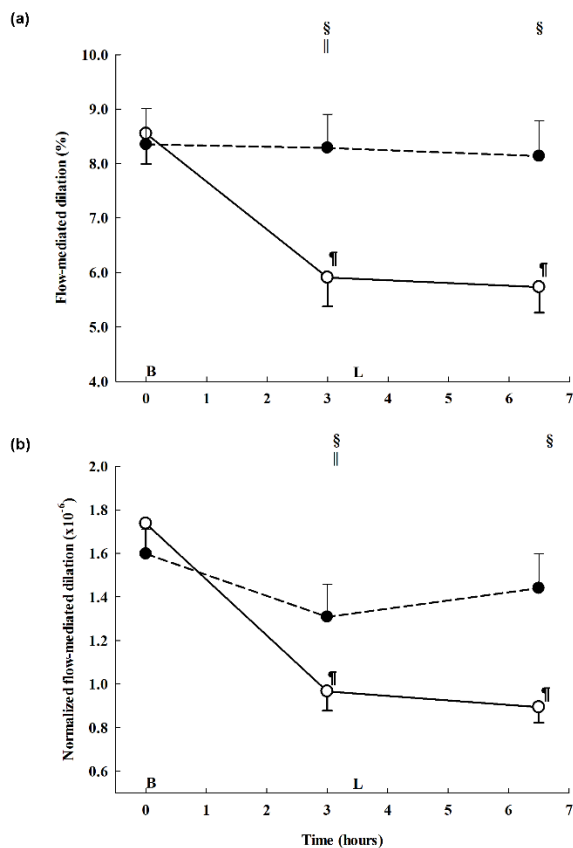 (a)
§ §
||
10.0
9.0
8.0
7.0
6.0
5.0
4.0
Flow-mediated dilation (%)
¶ ¶
B L
0 1 2 3 4 5 6 7
(b)
§ §
||
2.0
1.8
1.6
1.4
1.2
1.0
0.8
0.6
Normalized flow-mediated dilation (x10⁻⁶)
¶ ¶
B L
0 1 2 3 4 5 6 7
Time (hours)